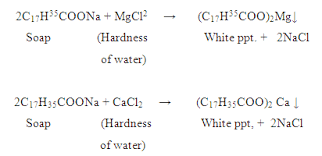 2C₁₇H³⁵COONa + MgCl² → (C₁₇H³⁵COO)₂Mg↓
Soap (Hardness White ppt. + 2NaCl
of water)
2C₁₇H₃₅COONa + CaCl₂ → (C₁₇H₃₅COO)₂ Ca ↓
Soap (Hardness White ppt, + 2NaCl
of water)